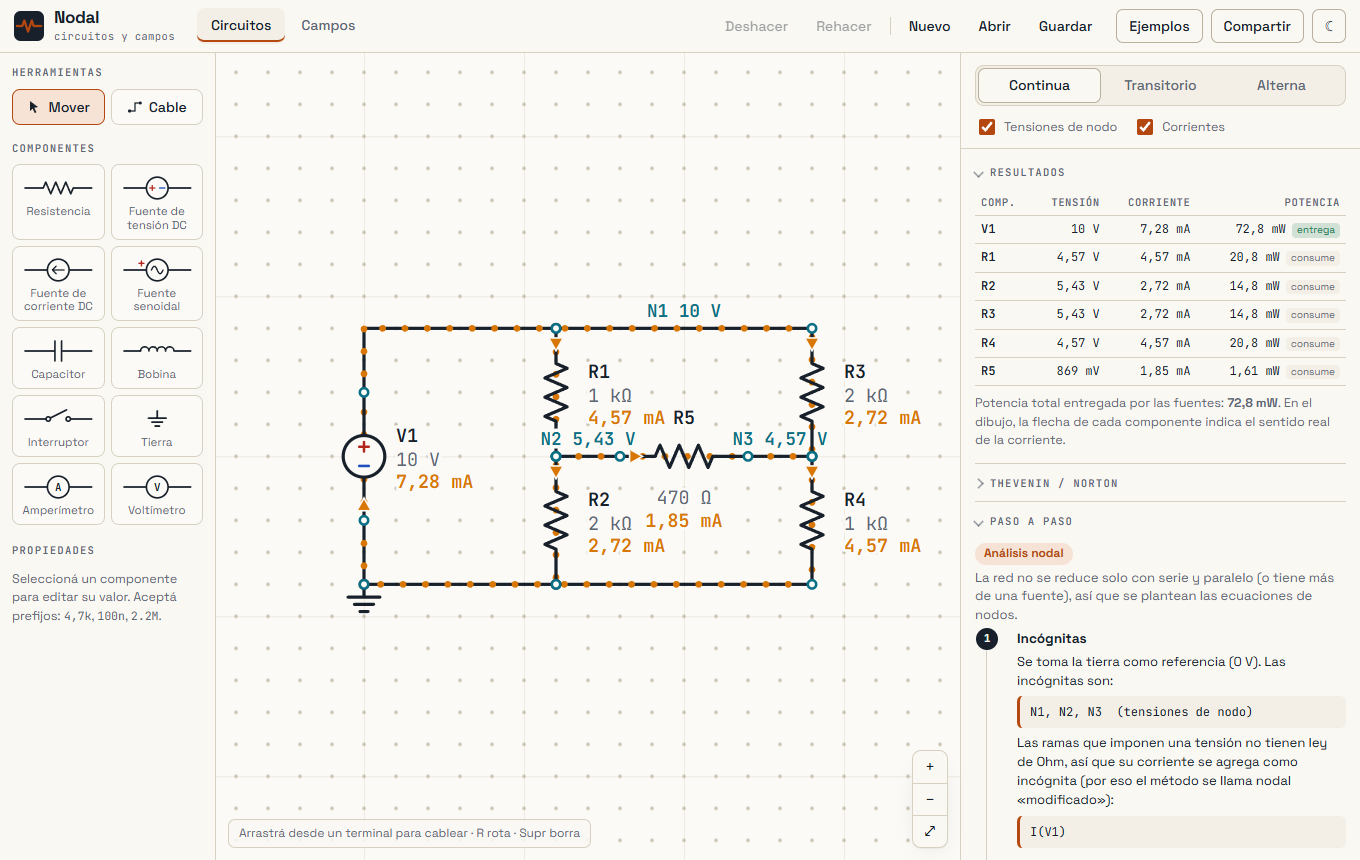 Nodal
circuitos y campos
Circuitos
Campos
Deshacer
Rehacer
Nuevo
Abrir
Guardar
Ejemplos
Compartir
HERRAMIENTAS
Mover
Cable
COMPONENTES
Resistencia
Fuente de
tensión DC
Fuente de
corriente DC
Fuente
senoidal
Capacitor
Bobina
Interruptor
Tierra
A
Amperímetro
V
Voltímetro
PROPIEDADES
Seleccioná un componente
para editar su valor. Aceptá
prefijos: 4,7k, 100n, 2.2M.
N1 10 V
R1
1 kΩ
4,57 mA
R5
R3
2 kΩ
2,72 mA
V1
10 V
7,28 mA
N2 5,43 V
N3 4,57 V
470 Ω
1,85 mA
R2
2 kΩ
2,72 mA
R4
1 kΩ
4,57 mA
Arrastrá desde un terminal para cablear · R rota · Supr borra
+
−
Continua
Transitorio
Alterna
Tensiones de nodo
Corrientes
RESULTADOS
COMP. TENSIÓN CORRIENTE POTENCIA
V1 10 V 7,28 mA 72,8 mW entrega
R1 4,57 V 4,57 mA 20,8 mW consume
R2 5,43 V 2,72 mA 14,8 mW consume
R3 5,43 V 2,72 mA 14,8 mW consume
R4 4,57 V 4,57 mA 20,8 mW consume
R5 869 mV 1,85 mA 1,61 mW consume
Potencia total entregada por las fuentes: 72,8 mW. En el
dibujo, la flecha de cada componente indica el sentido real
de la corriente.
THEVENIN / NORTON
PASO A PASO
Análisis nodal
La red no se reduce solo con serie y paralelo (o tiene más
de una fuente), así que se plantean las ecuaciones de
nodos.
1
Incógnitas
Se toma la tierra como referencia (0 V). Las
incógnitas son:
N1, N2, N3 (tensiones de nodo)
Las ramas que imponen una tensión no tienen ley
de Ohm, así que su corriente se agrega como
incógnita (por eso el método se llama nodal
«modificado»):
I(V1)